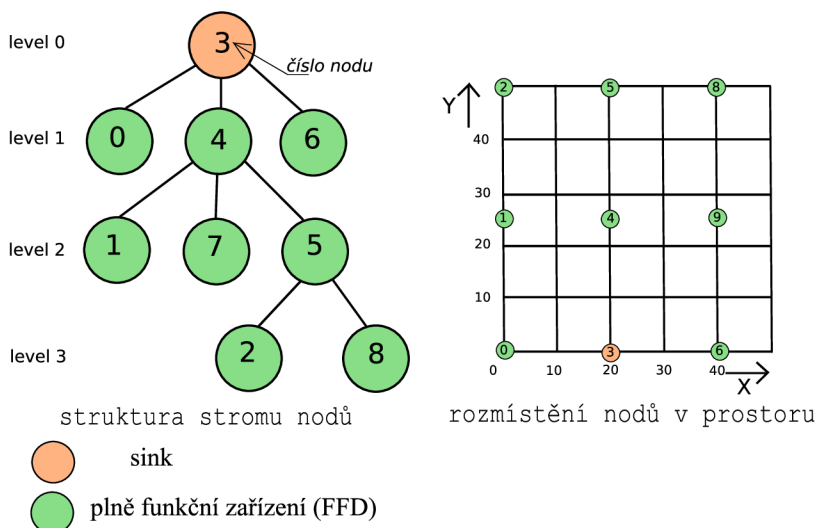 level 0
3
číslo nodu
level 1
0
4
6
level 2
1
7
5
level 3
2
8
struktura stromu nodů
Y
2
5
8
40
30
1
4
9
20
10
0
3
6
0 10 20 30 40
X
rozmístění nodů v prostoru
sink
plně funkční zařízení (FFD)